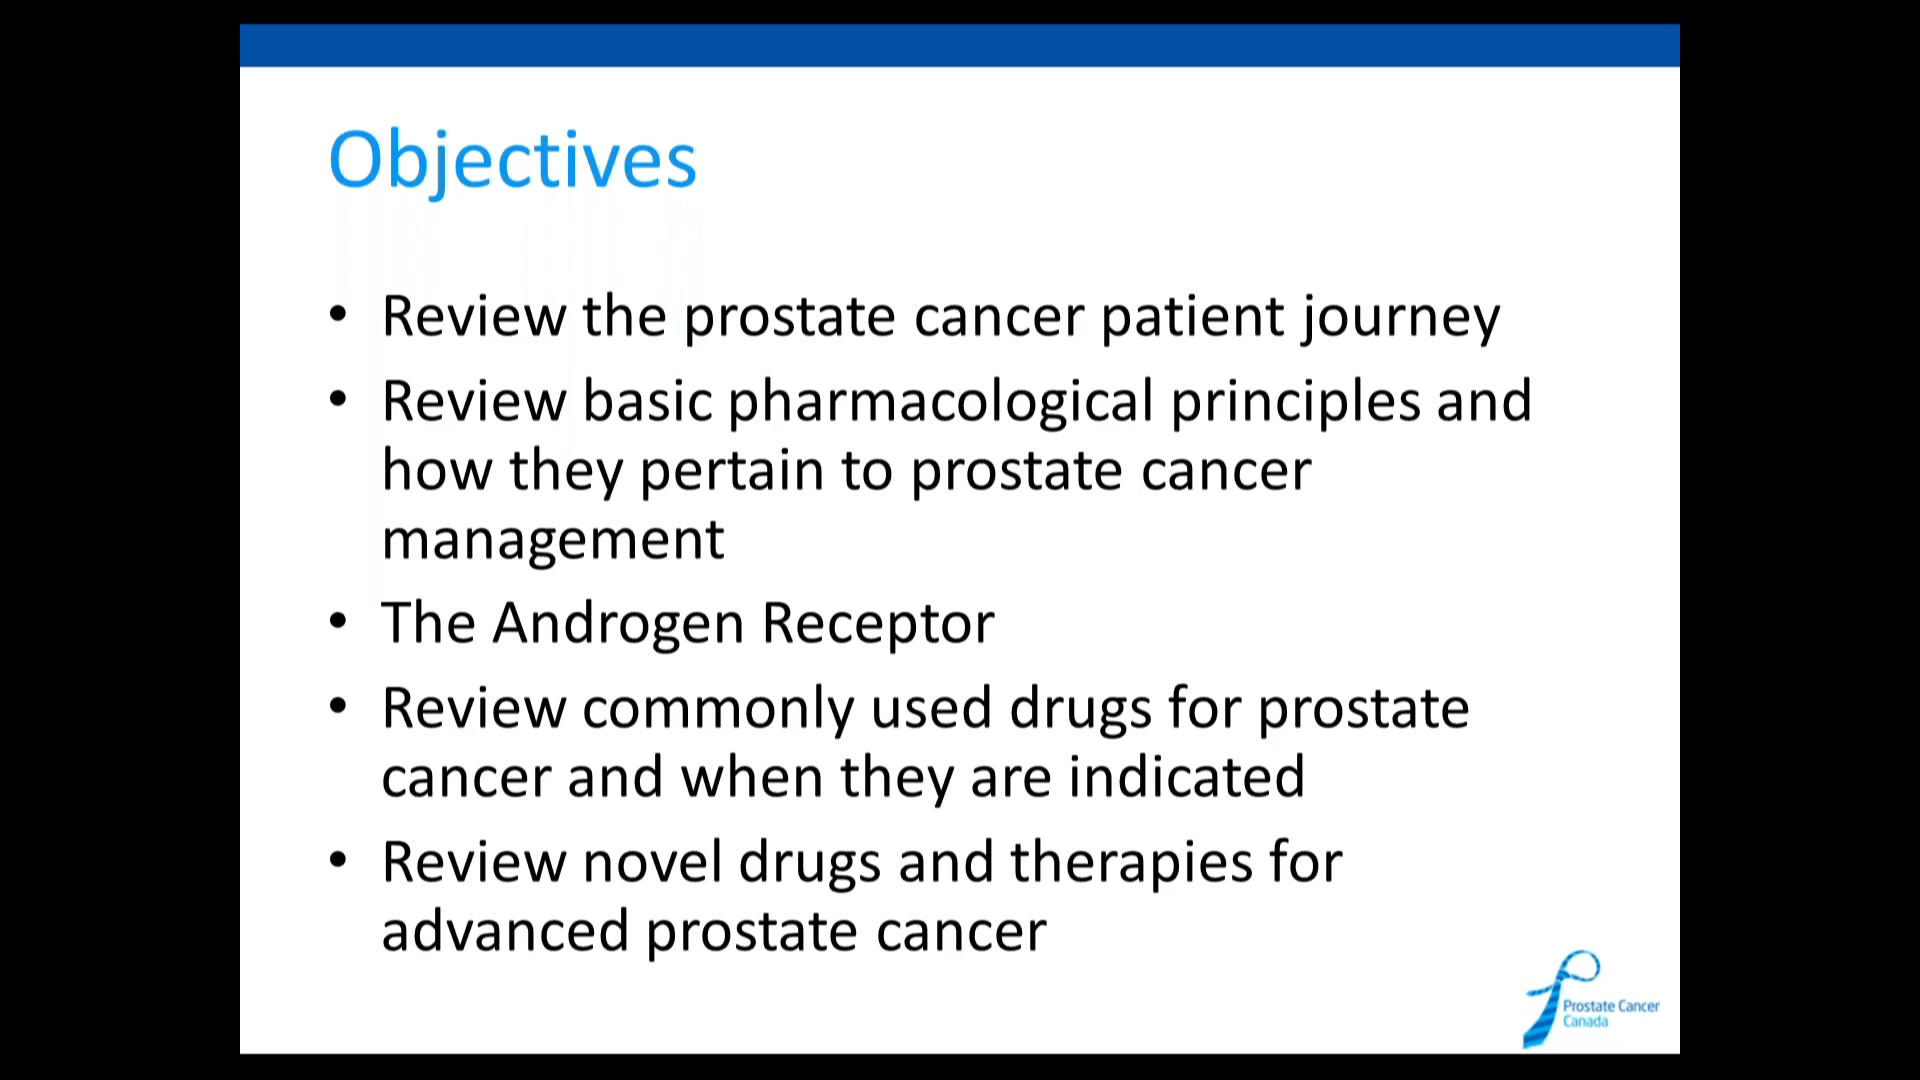 Objectives
• Review the prostate cancer patient journey
• Review basic pharmacological principles and
how they pertain to prostate cancer
management
• The Androgen Receptor
• Review commonly used drugs for prostate
cancer and when they are indicated
• Review novel drugs and therapies for
advanced prostate cancer
Prostate Cancer
Canada